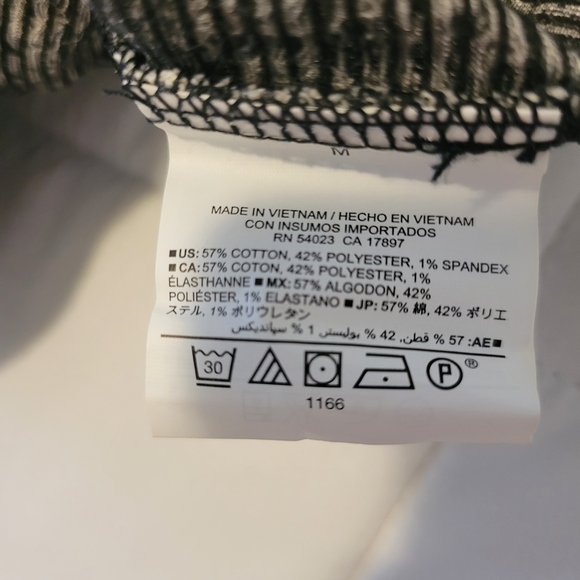 M
MADE IN VIETNAM / HECHO EN VIETNAM
CON INSUMOS IMPORTADOS
RN 54023 CA 17897
■US: 57% COTTON, 42% POLYESTER, 1% SPANDEX
■CA: 57% COTON, 42% POLYESTER, 1%
ÉLASTHANNE ■MX: 57% ALGODON, 42%
POLIÉSTER, 1% ELASTANO ■JP: 57% 綿, 42% ポリエ
ステル, 1% ポリウレタン
■AE: 57 % قطن, 42 % بوليستر 1 % سپانديكس
30 P®
1166